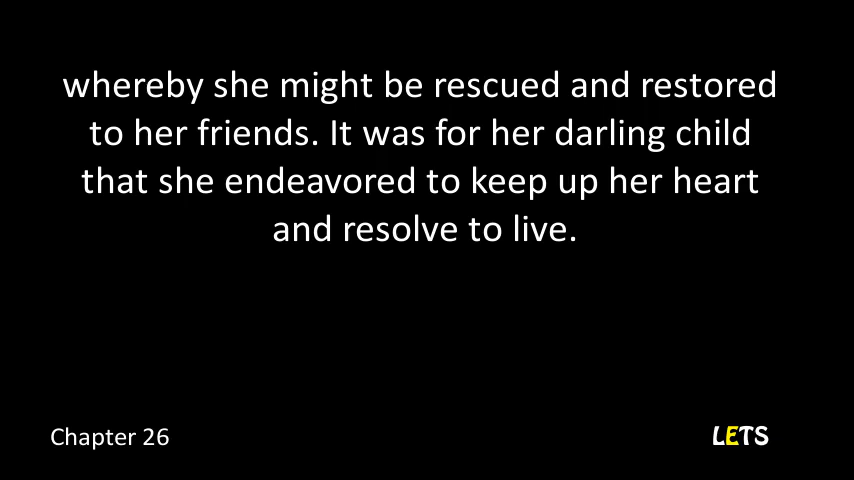 whereby she might be rescued and restored
to her friends. It was for her darling child
that she endeavored to keep up her heart
and resolve to live.
Chapter 26
LETS